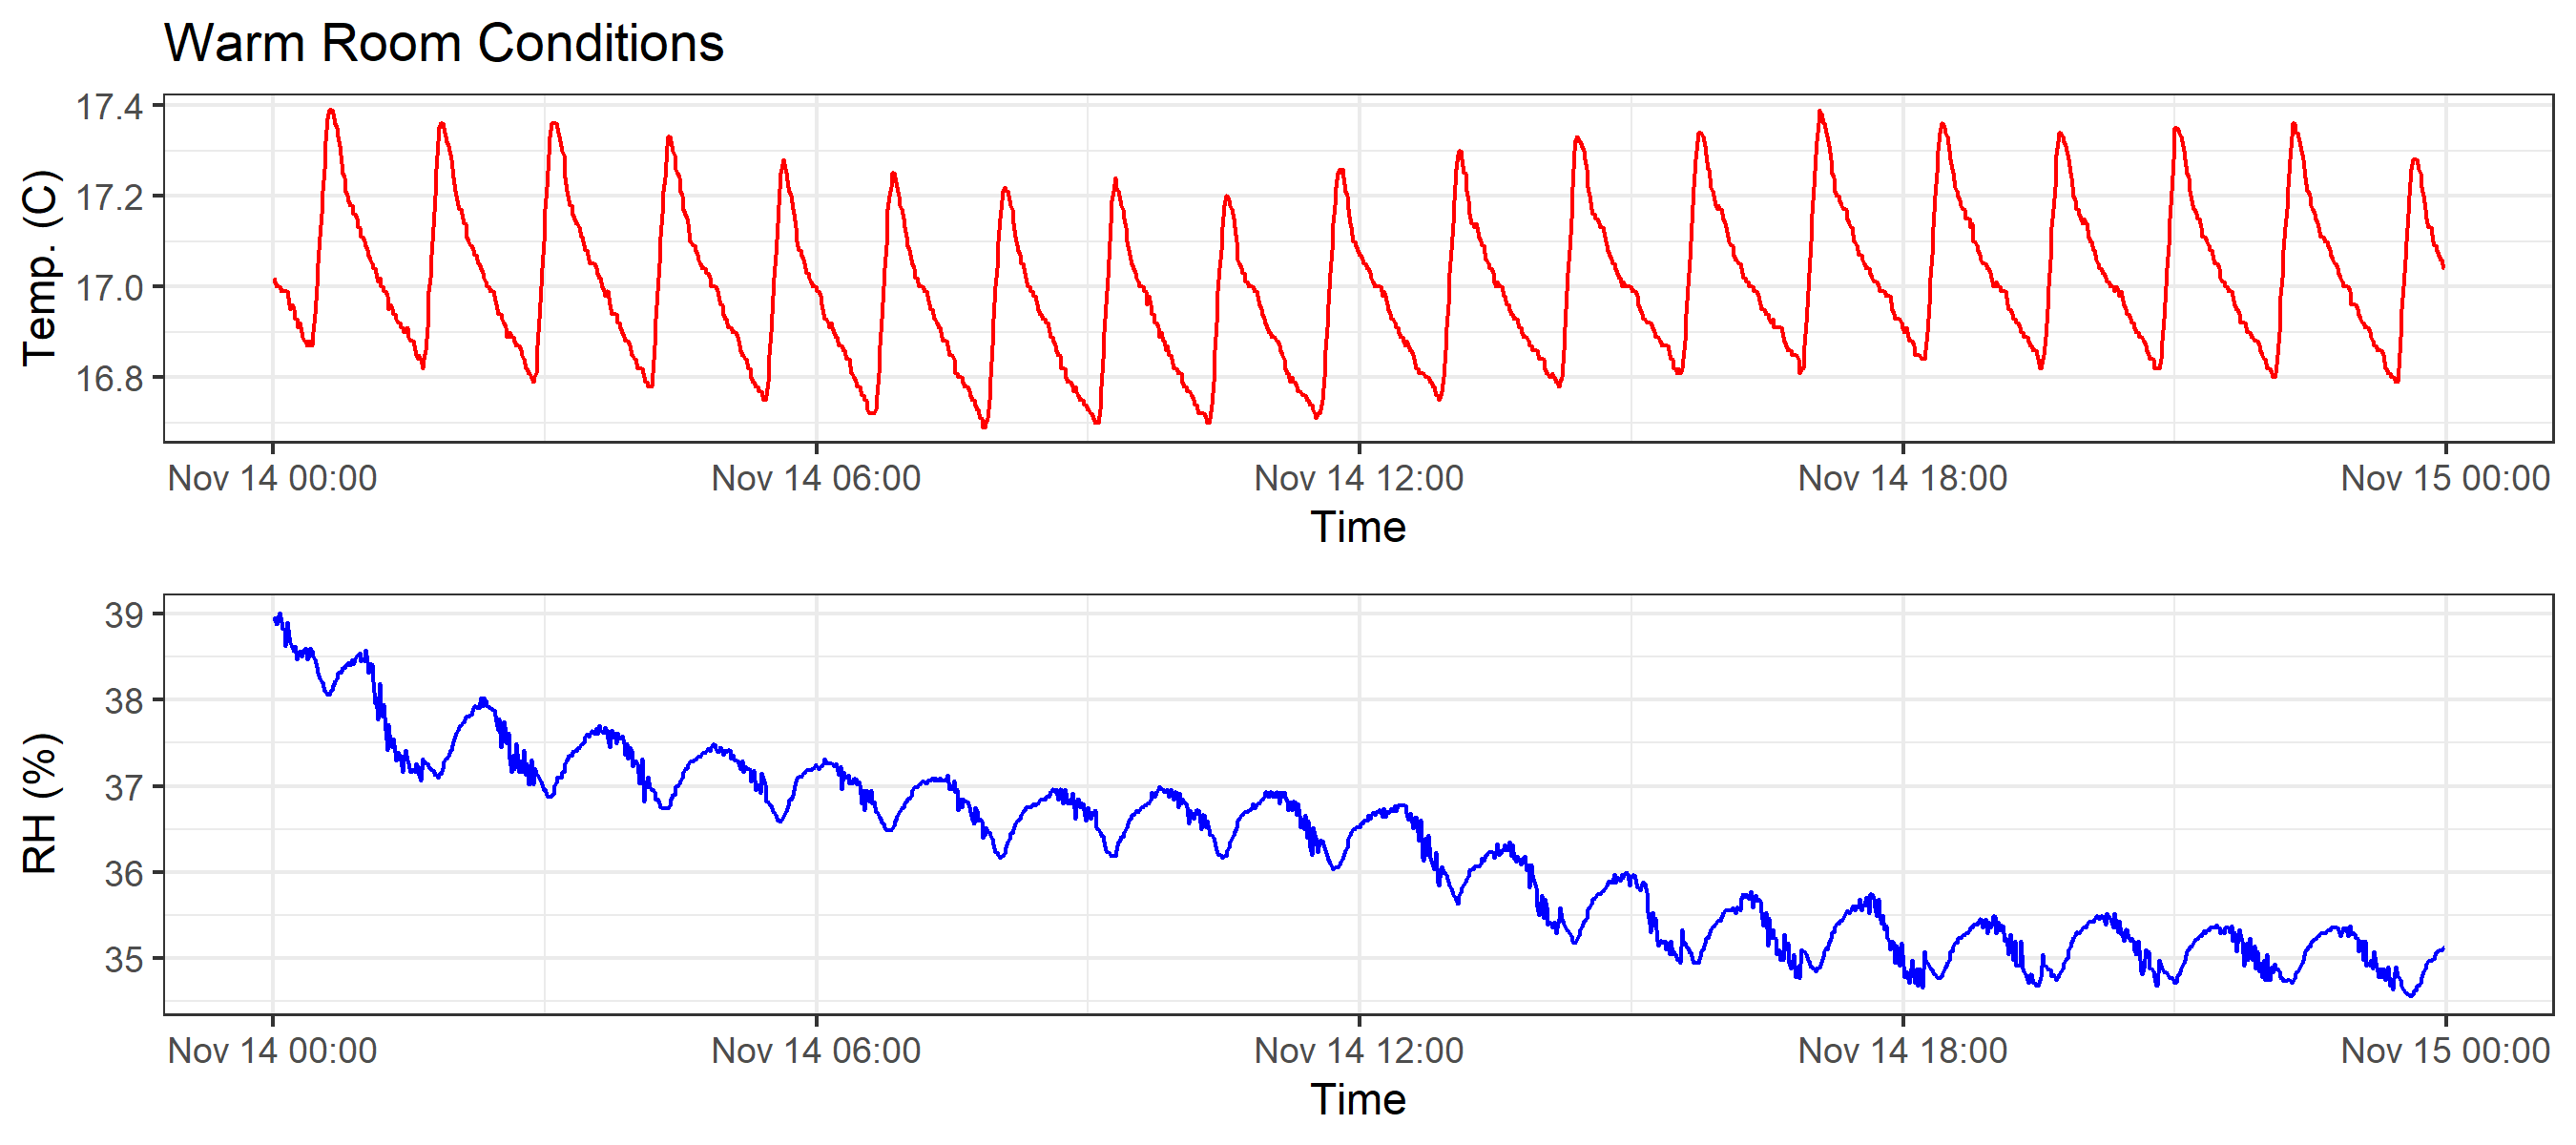 Warm Room Conditions
17.4
17.2
17.0
16.8
Temp. (C)
Nov 14 00:00 Nov 14 06:00 Nov 14 12:00 Nov 14 18:00 Nov 15 00:00
Time
39
38
37
36
35
RH (%)
Nov 14 00:00 Nov 14 06:00 Nov 14 12:00 Nov 14 18:00 Nov 15 00:00
Time